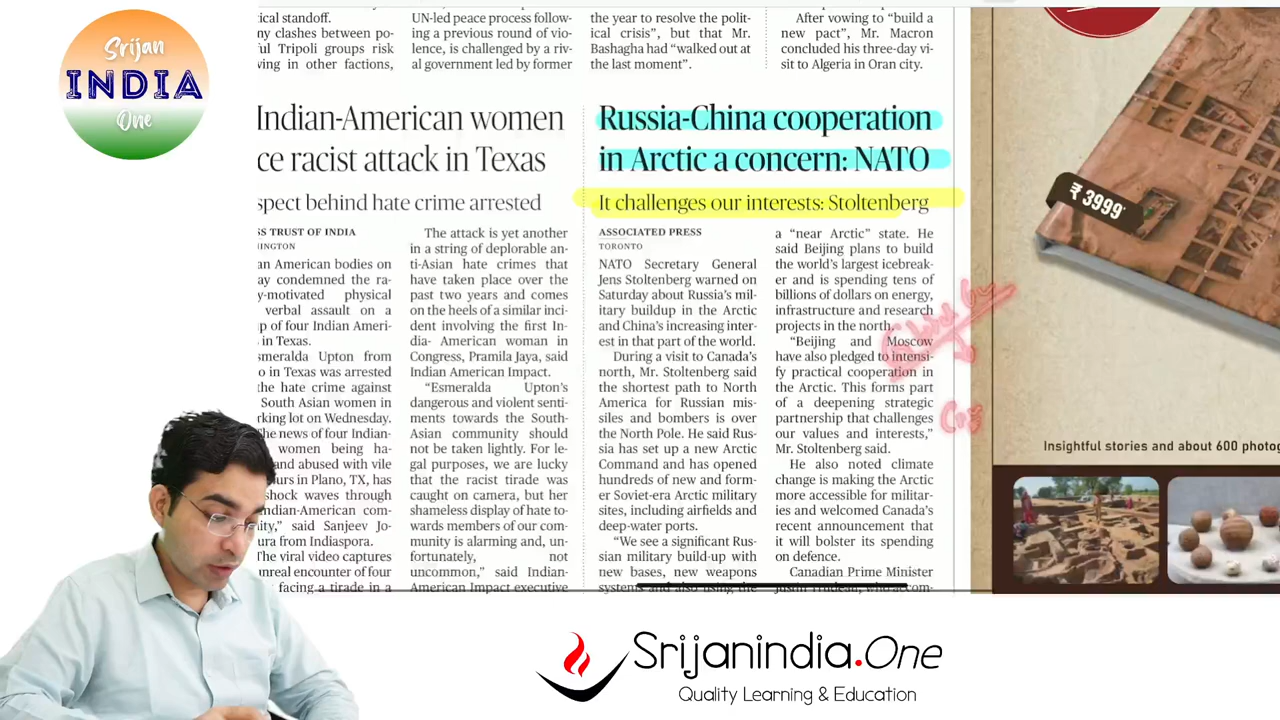 Srijan
INDIA
One
tical standoff.
ny clashes between po-
ful Tripoli groups risk
ving in other factions,
UN-led peace process follow-
ing a previous round of vio-
lence, is challenged by a riv-
al government led by former
the year to resolve the polit-
ical crisis”, but that Mr.
Bashagha had “walked out at
the last moment”.
After vowing to “build a
new pact”, Mr. Macron
concluded his three-day vi-
sit to Algeria in Oran city.
Indian-American women
ce racist attack in Texas
spect behind hate crime arrested
SS TRUST OF INDIA
HINGTON
an American bodies on
ay condemned the ra-
y-motivated physical
verbal assault on a
up of four Indian Ameri-
in Texas.
smeralda Upton from
o in Texas was arrested
the hate crime against
South Asian women in
rking lot on Wednesday.
he news of four Indian-
women being ha-
and abused with vile
urs in Plano, TX, has
shock waves through
ndian-American com-
ity,” said Sanjeev Jo-
ura from Indiaspora.
The viral video captures
unreal encounter of four
facing a tirade in a
The attack is yet another
in a string of deplorable an-
ti-Asian hate crimes that
have taken place over the
past two years and comes
on the heels of a similar inci-
dent involving the first In-
dia- American woman in
Congress, Pramila Jaya, said
Indian American Impact.
“Esmeralda Upton’s
dangerous and violent senti-
ments towards the South-
Asian community should
not be taken lightly. For le-
gal purposes, we are lucky
that the racist tirade was
caught on camera, but her
shameless display of hate to-
wards members of our com-
munity is alarming and, un-
fortunately, not
uncommon,” said Indian-
American Impact executive
Russia-China cooperation
in Arctic a concern: NATO
It challenges our interests: Stoltenberg
ASSOCIATED PRESS
TORONTO
NATO Secretary General
Jens Stoltenberg warned on
Saturday about Russia’s mil-
itary buildup in the Arctic
and China’s increasing inter-
est in that part of the world.
During a visit to Canada’s
north, Mr. Stoltenberg said
the shortest path to North
America for Russian mis-
siles and bombers is over
the North Pole. He said Rus-
sia has set up a new Arctic
Command and has opened
hundreds of new and form-
er Soviet-era Arctic military
sites, including airfields and
deep-water ports.
“We see a significant Rus-
sian military build-up with
new bases, new weapons
systems and also using the
a “near Arctic” state. He
said Beijing plans to build
the world’s largest icebreak-
er and is spending tens of
billions of dollars on energy,
infrastructure and research
projects in the north.
“Beijing and Moscow
have also pledged to intensi-
fy practical cooperation in
the Arctic. This forms part
of a deepening strategic
partnership that challenges
our values and interests,”
Mr. Stoltenberg said.
He also noted climate
change is making the Arctic
more accessible for militar-
ies and welcomed Canada’s
recent announcement that
it will bolster its spending
on defence.
Canadian Prime Minister
Justin Trudeau, who accom-
₹ 3999*
Insightful stories and about 600 photog
Srijanindia.One
Quality Learning & Education